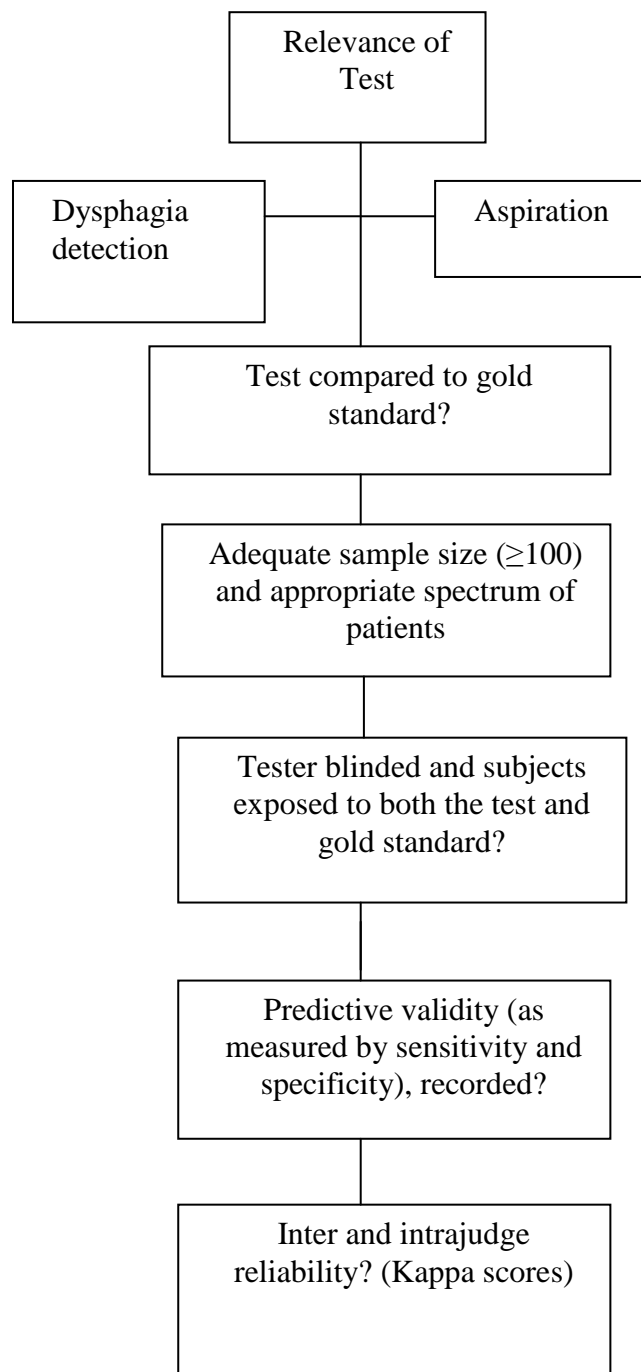 Relevance of
Test
Dysphagia
detection
Aspiration
Test compared to gold
standard?
Adequate sample size (≥100)
and appropriate spectrum of
patients
Tester blinded and subjects
exposed to both the test and
gold standard?
Predictive validity (as
measured by sensitivity and
specificity), recorded?
Inter and intrajudge
reliability? (Kappa scores)